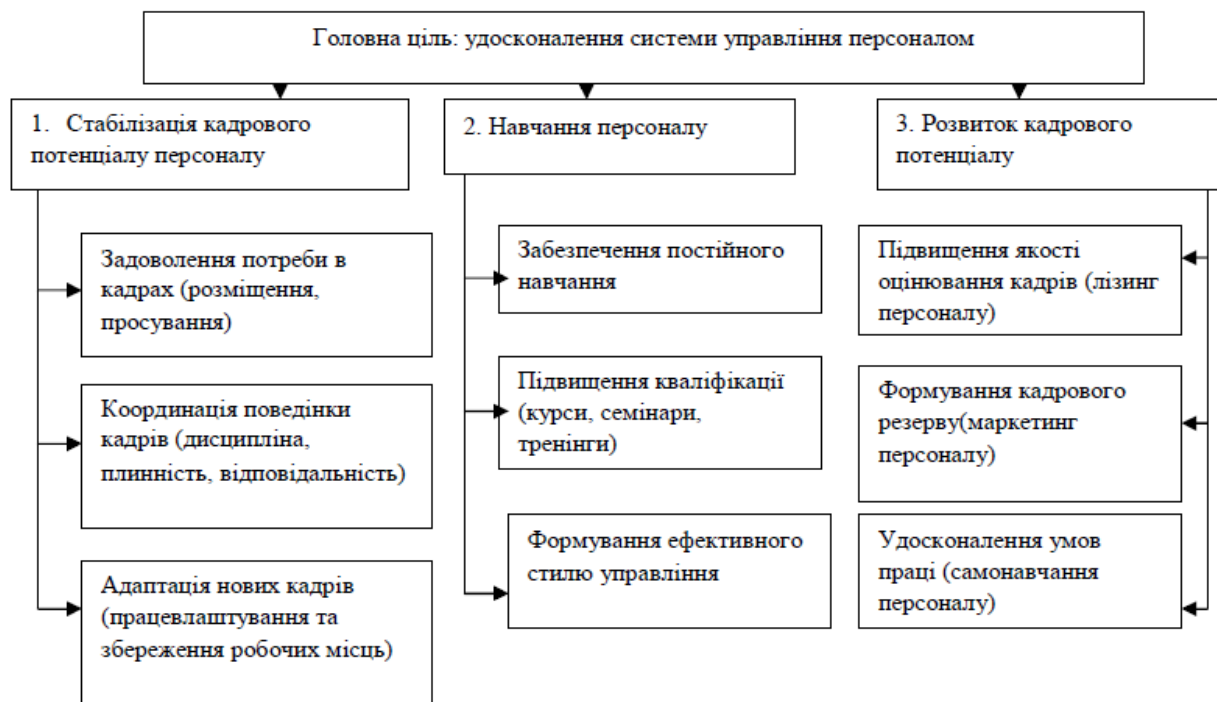 Головна ціль: удосконалення системи управління персоналом
1. Стабілізація кадрового
потенціалу персоналу
Задоволення потреби в
кадрах (розміщення,
просування)
Координація поведінки
кадрів (дисципліна,
плинність, відповідальність)
Адаптація нових кадрів
(працевлаштування та
збереження робочих місць)
2. Навчання персоналу
Забезпечення постійного
навчання
Підвищення кваліфікації
(курси, семінари,
тренінги)
Формування ефективного
стилю управління
3. Розвиток кадрового
потенціалу
Підвищення якості
оцінювання кадрів (лізинг
персоналу)
Формування кадрового
резерву(маркетинг
персоналу)
Удосконалення умов
праці (самонавчання
персоналу)